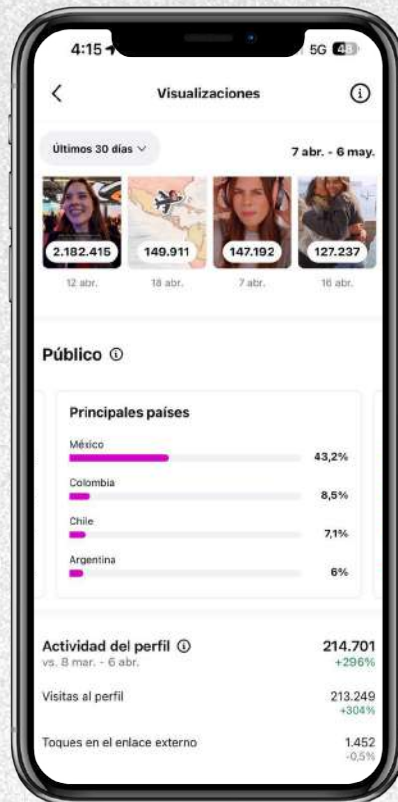 4:15 5G 48
Visualizaciones
Últimos 30 días 7 abr. - 6 may.
2.182.415 149.911 147.192 127.237
12 abr. 18 abr. 7 abr. 16 abr.
Público
Principales países
México
43,2%
Colombia
8,5%
Chile
7,1%
Argentina
6%
Actividad del perfil 214.701
vs. 8 mar. - 6 abr. +296%
Visitas al perfil 213.249
+304%
Toques en el enlace externo 1.452
-0,5%